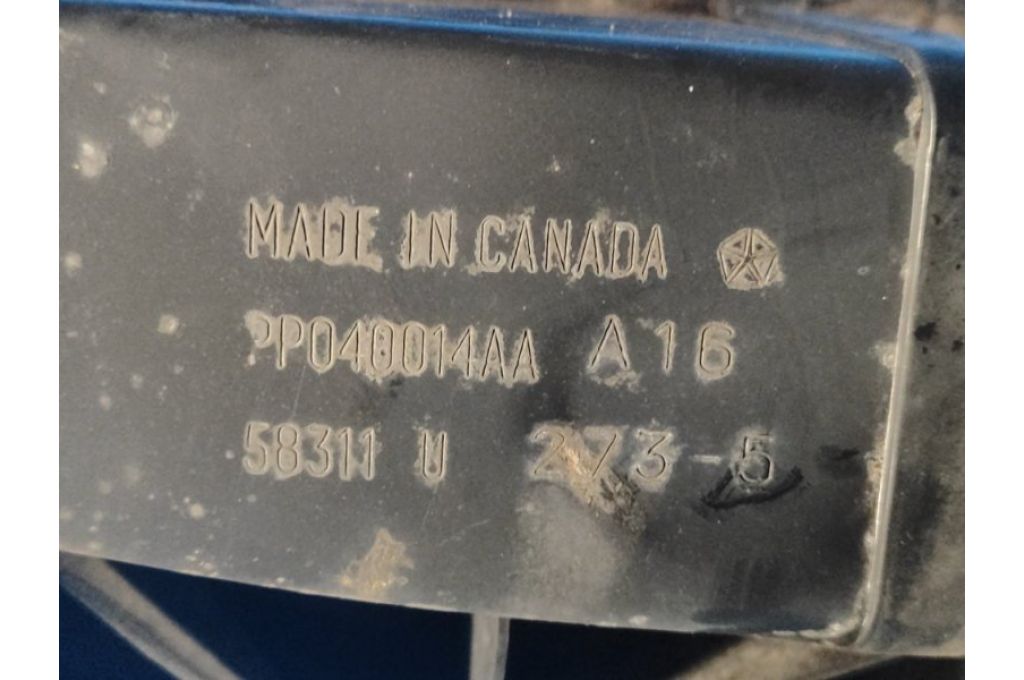 MADE IN CANADA
PP040014AA A16
58311 U 273-5